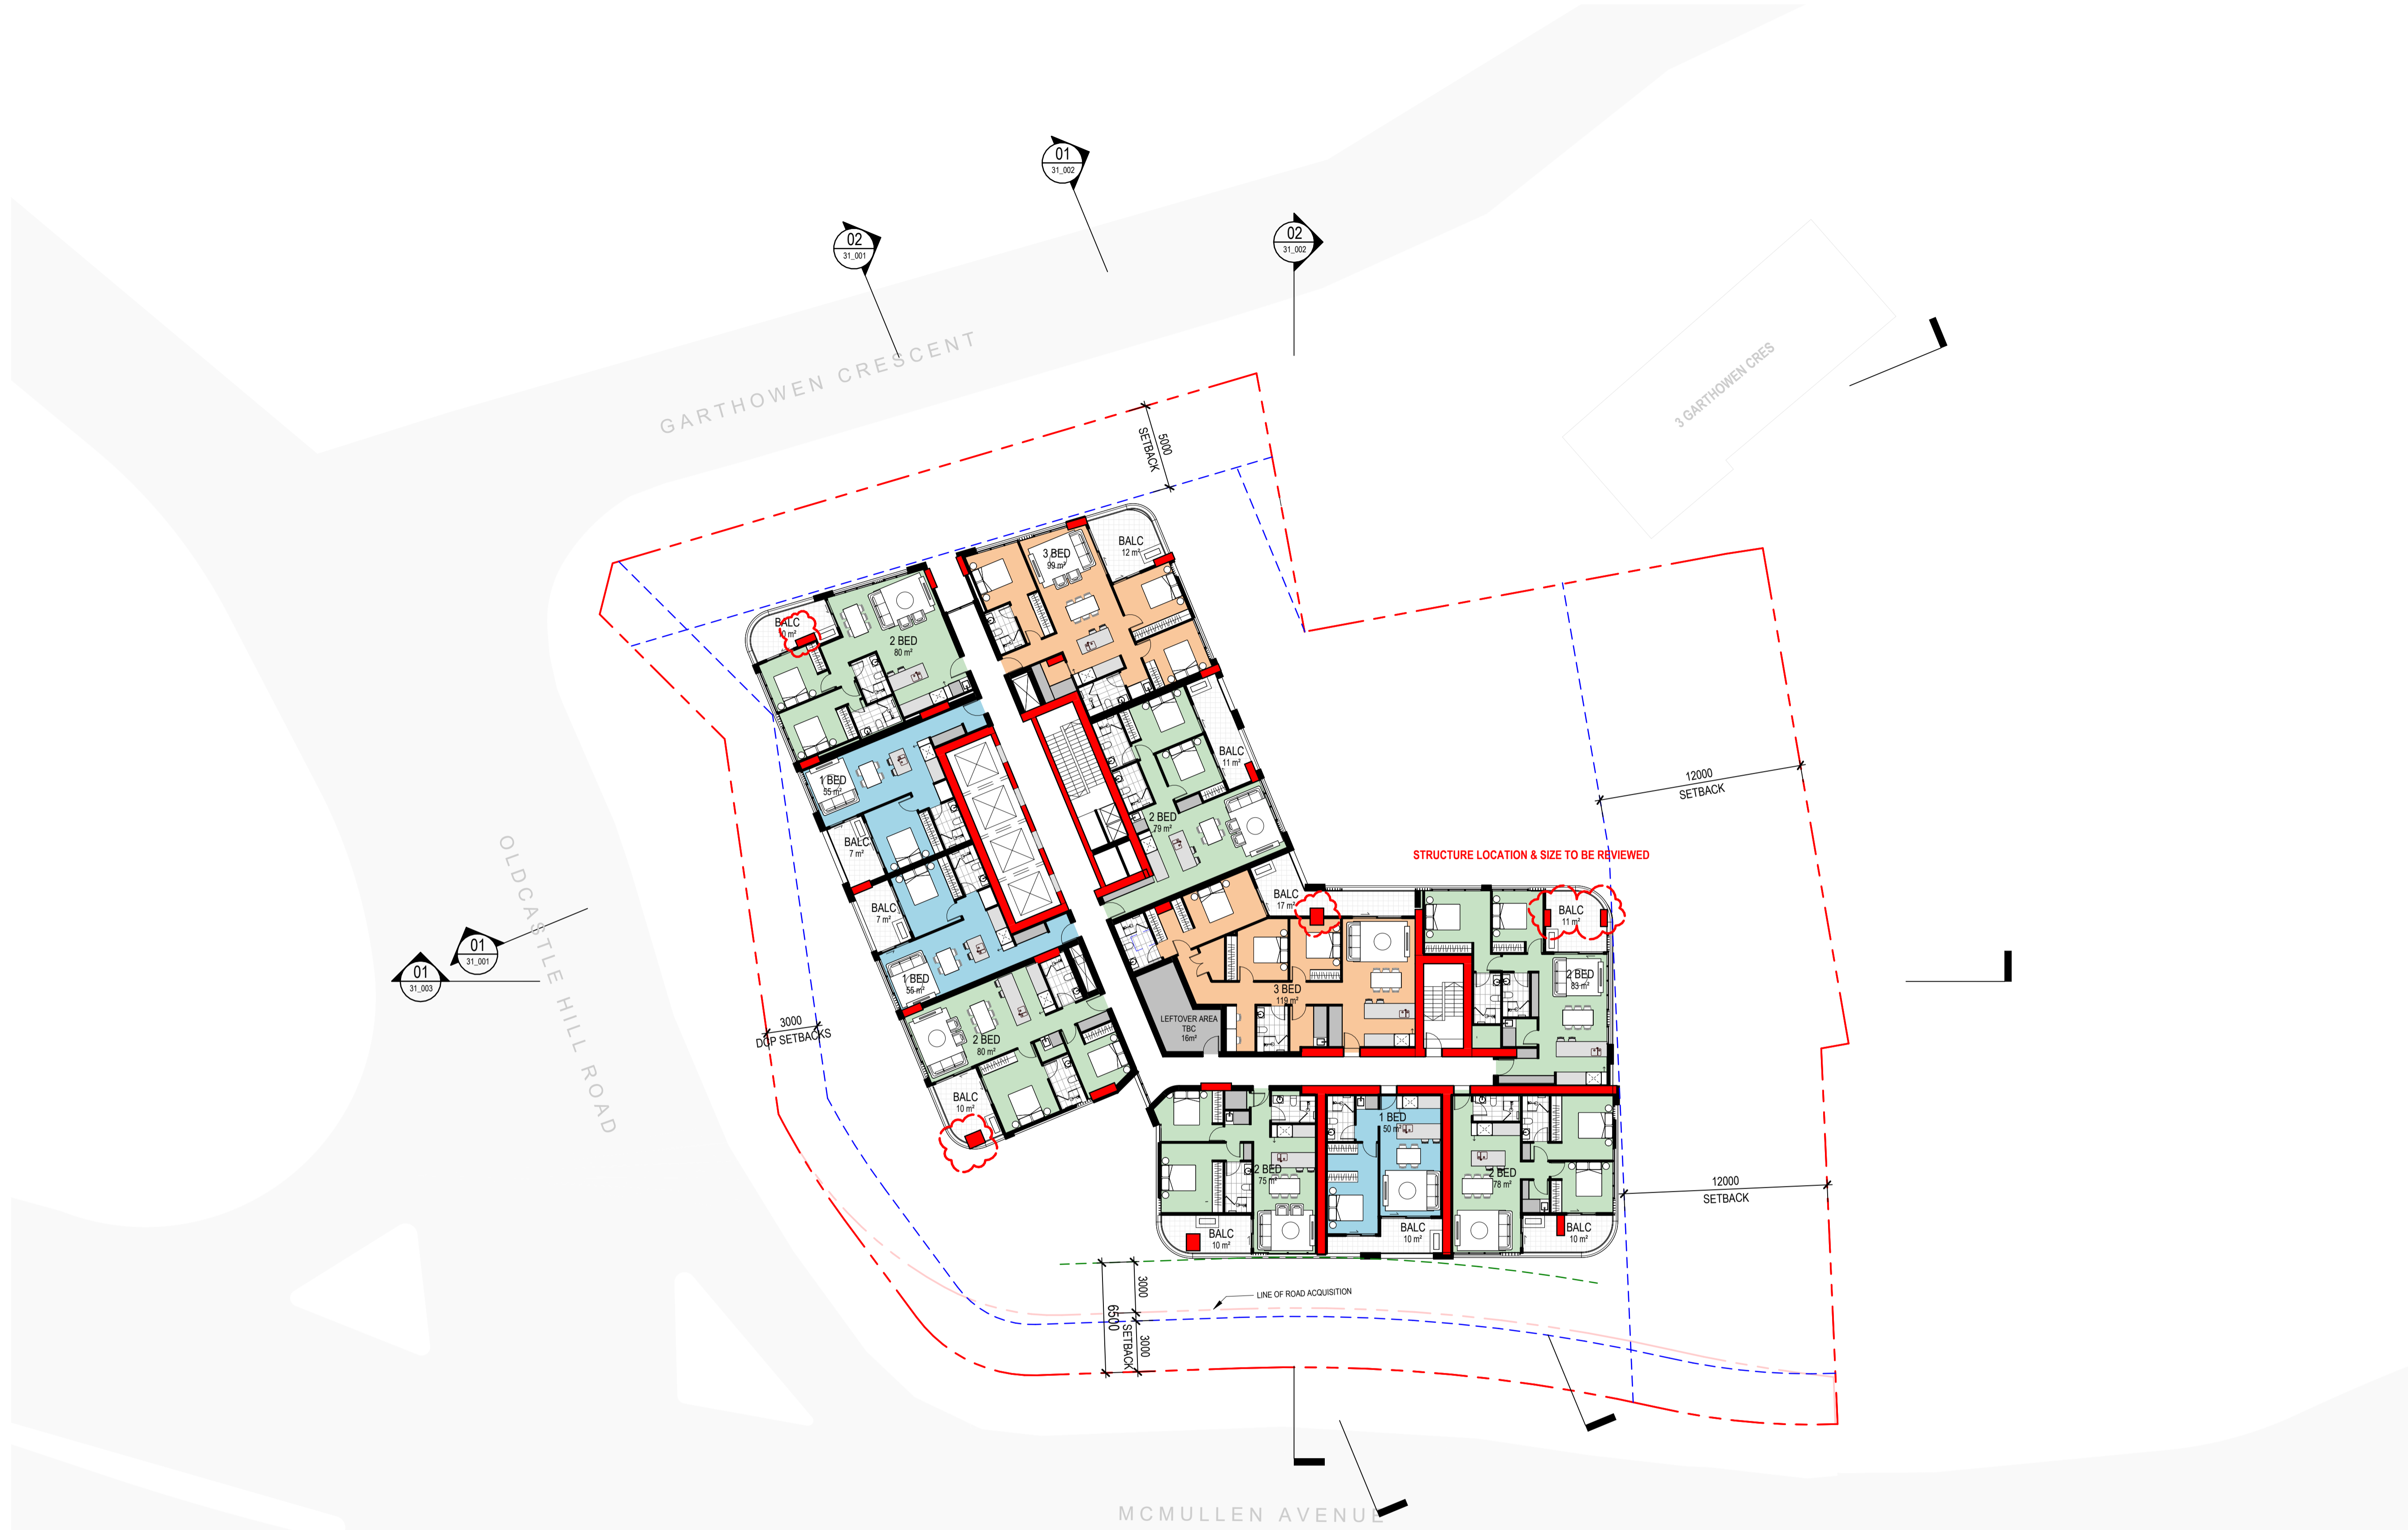 01
31_002
02
31_001
02
31_002
GARTHOWEN CRESCENT
3 GARTHOWEN CRES
5000
SETBACK
3 BED
99 m²
BALC
12 m²
BALC
2 BED
80 m²
12000
SETBACK
1 BED
55 m²
BALC
11 m²
2 BED
79 m²
BALC
7 m²
STRUCTURE LOCATION & SIZE TO BE REVIEWED
BALC
17 m²
BALC
7 m²
BALC
11 m²
OLDCASTLE HILL ROAD
01
31_001
01
31_003
1 BED
55 m²
2 BED
83 m²
3 BED
119 m²
LEFTOVER AREA
TBC
16m²
3000
DCP SETBACKS
2 BED
80 m²
BALC
10 m²
1 BED
50 m²
2 BED
75 m²
2 BED
78 m²
12000
SETBACK
BALC
10 m²
BALC
10 m²
BALC
10 m²
3000
6500
SETBACK
3000
LINE OF ROAD ACQUISITION
MCMULLEN AVENUE